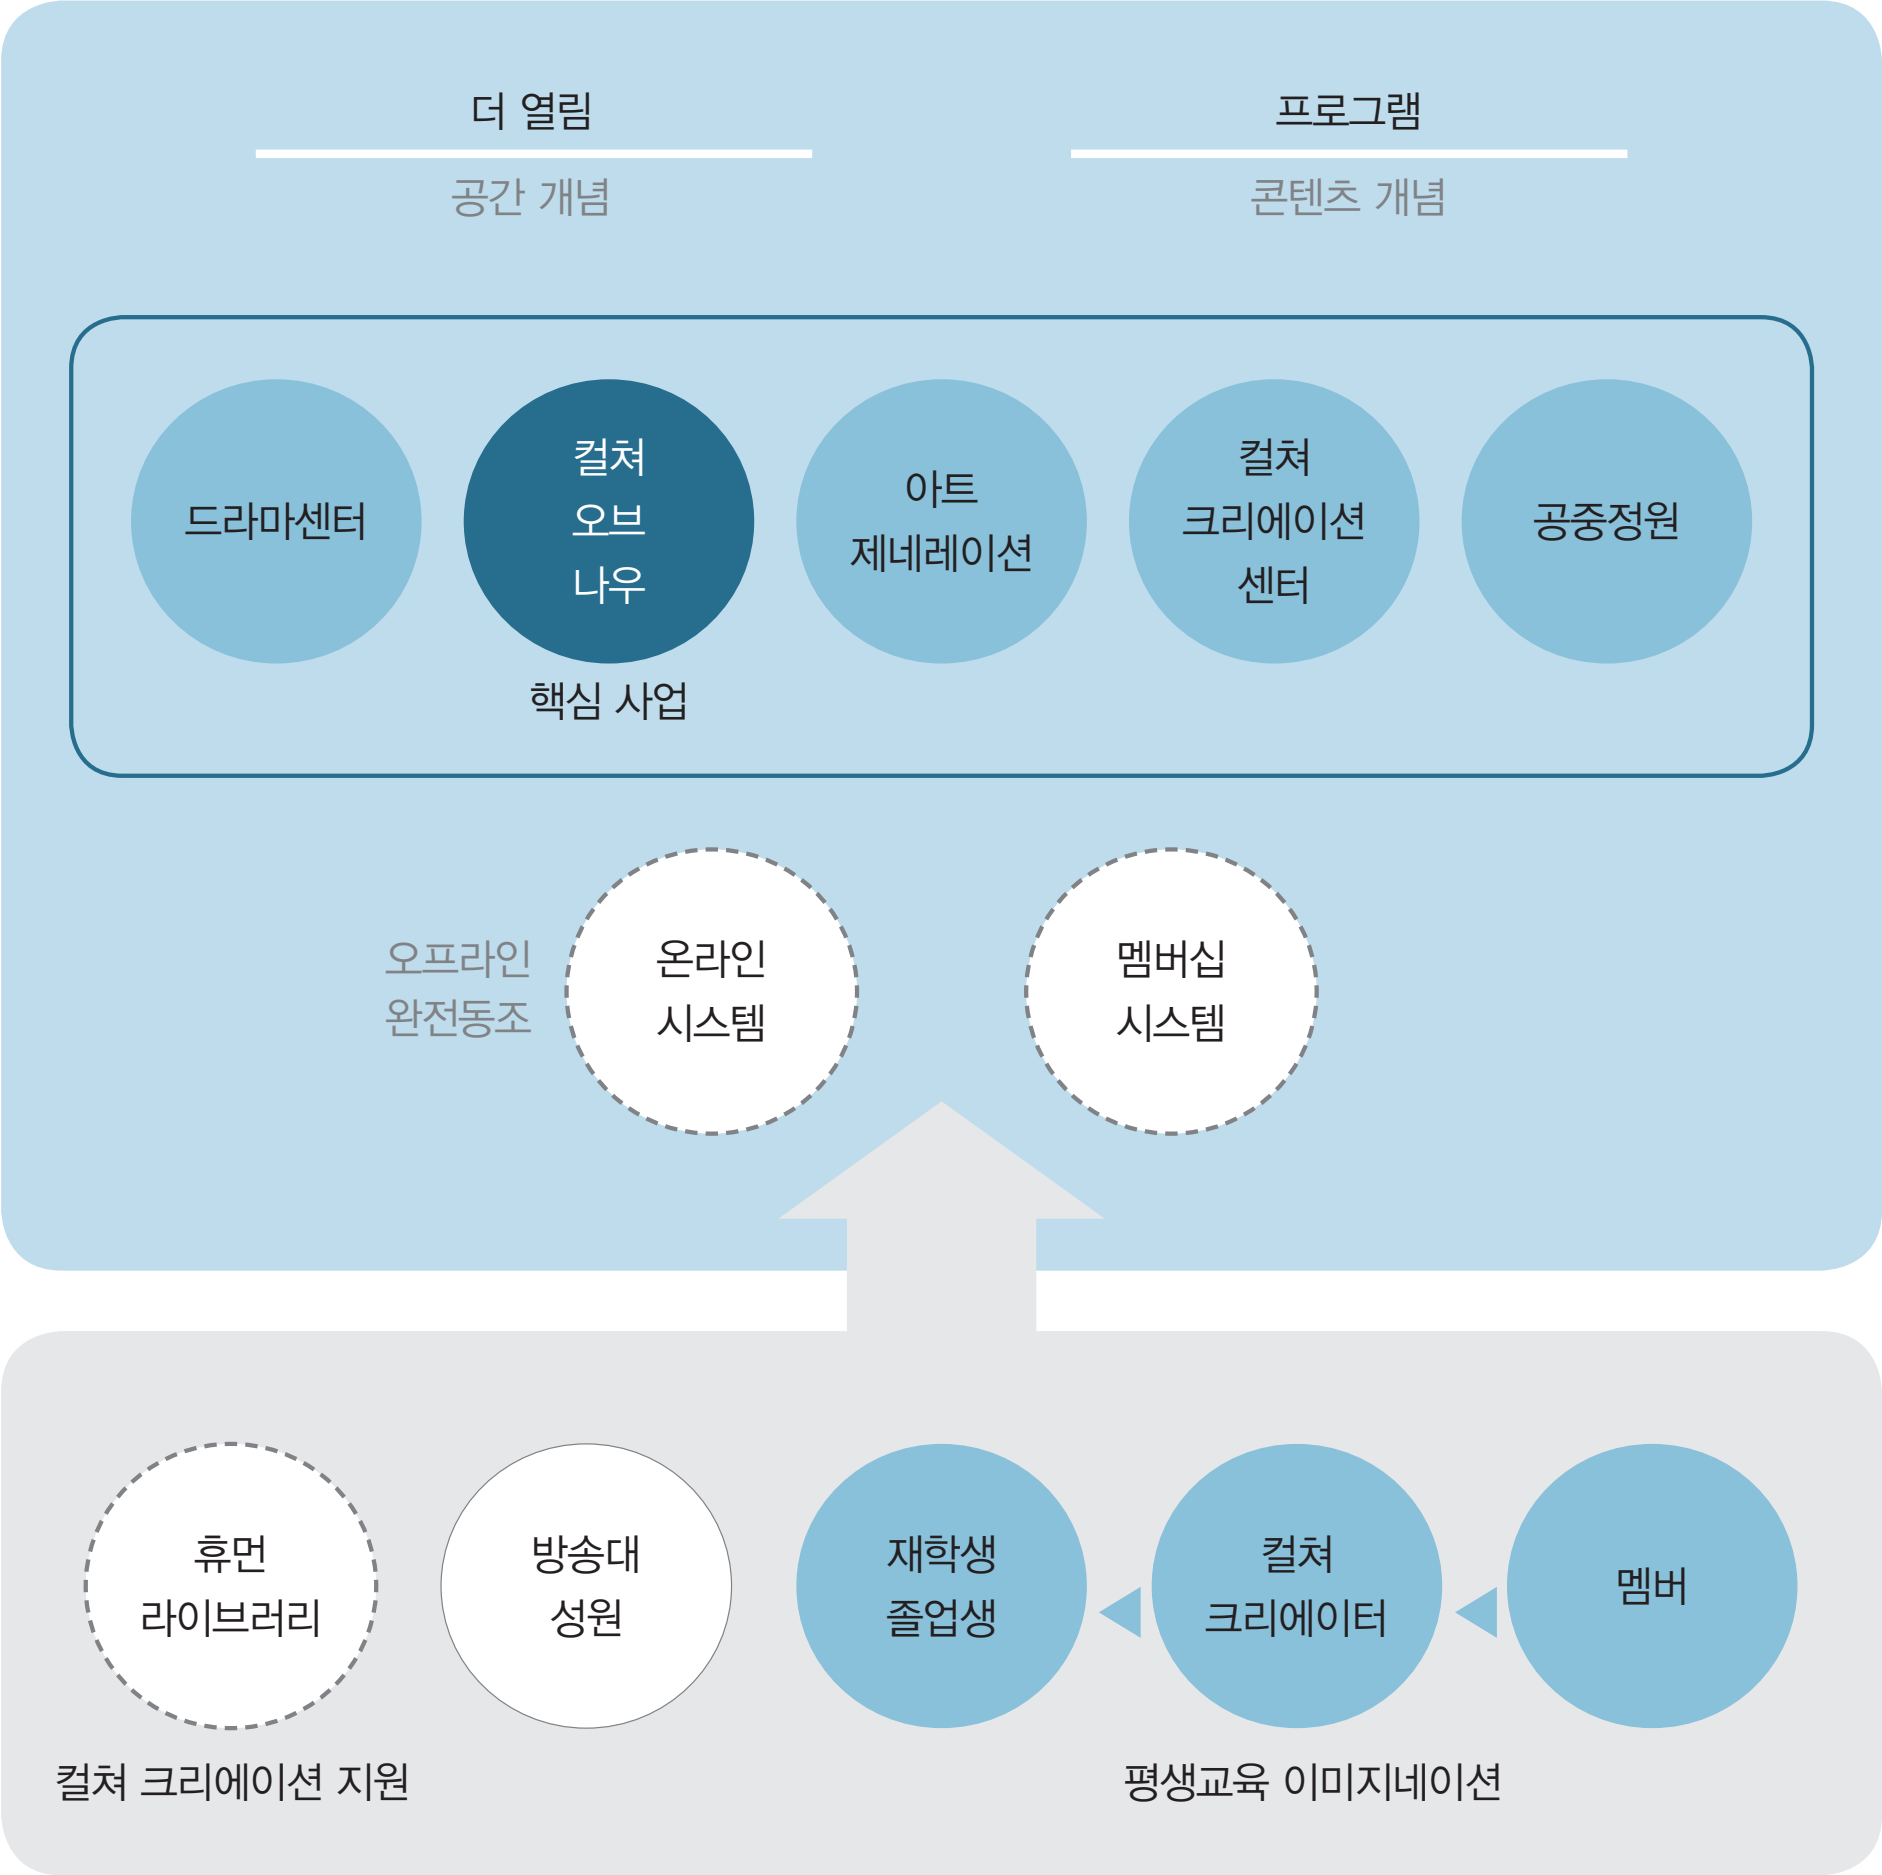 더 열림
공간 개념
프로그램
콘텐츠 개념
드라마센터
컬쳐
오브
나우
핵심 사업
아트
제네레이션
컬쳐
크리에이션
센터
공중정원
오프라인
완전동조
온라인
시스템
멤버십
시스템
휴먼
라이브러리
방송대
성원
재학생
졸업생
컬쳐
크리에이터
멤버
컬쳐 크리에이션 지원
평생교육 이미지네이션